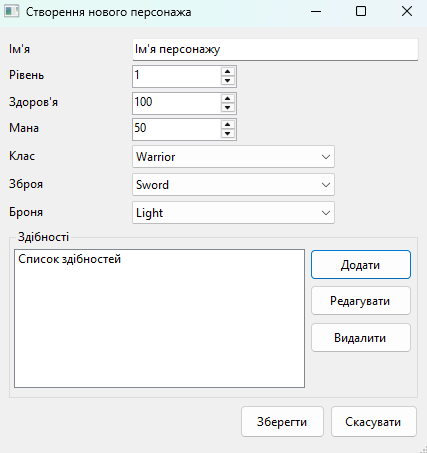 Створення нового персонажа
Ім'я Ім'я персонажу
Рівень 1
Здоров'я 100
Мана 50
Клас Warrior
Зброя Sword
Броня Light
Здібності
Список здібностей Додати
Редагувати
Видалити
Зберегти Скасувати